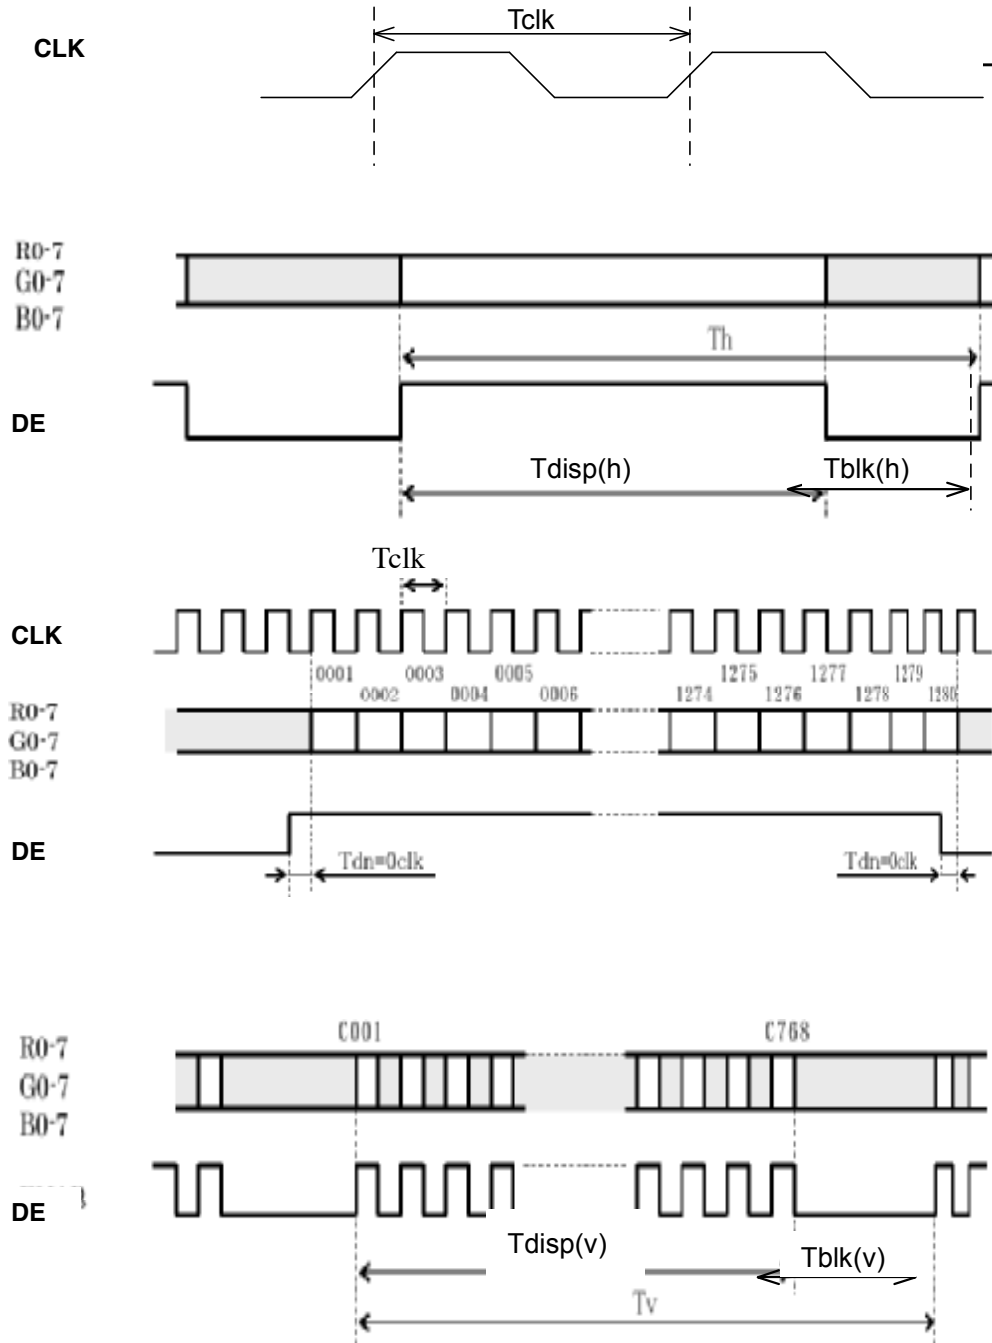 Tclk
CLK
R0-7
G0-7
B0-7
Th
DE
Tdisp(h) Tblk(h)
Tclk
CLK
0001 0003 0005 1275 1277 1279
0002 0004 0006 1274 1276 1278 1280
R0-7
G0-7
B0-7
DE
Tdn=0clk Tdn=0clk
C001 C768
R0-7
G0-7
B0-7
DE
Tdisp(v) Tblk(v)
Tv